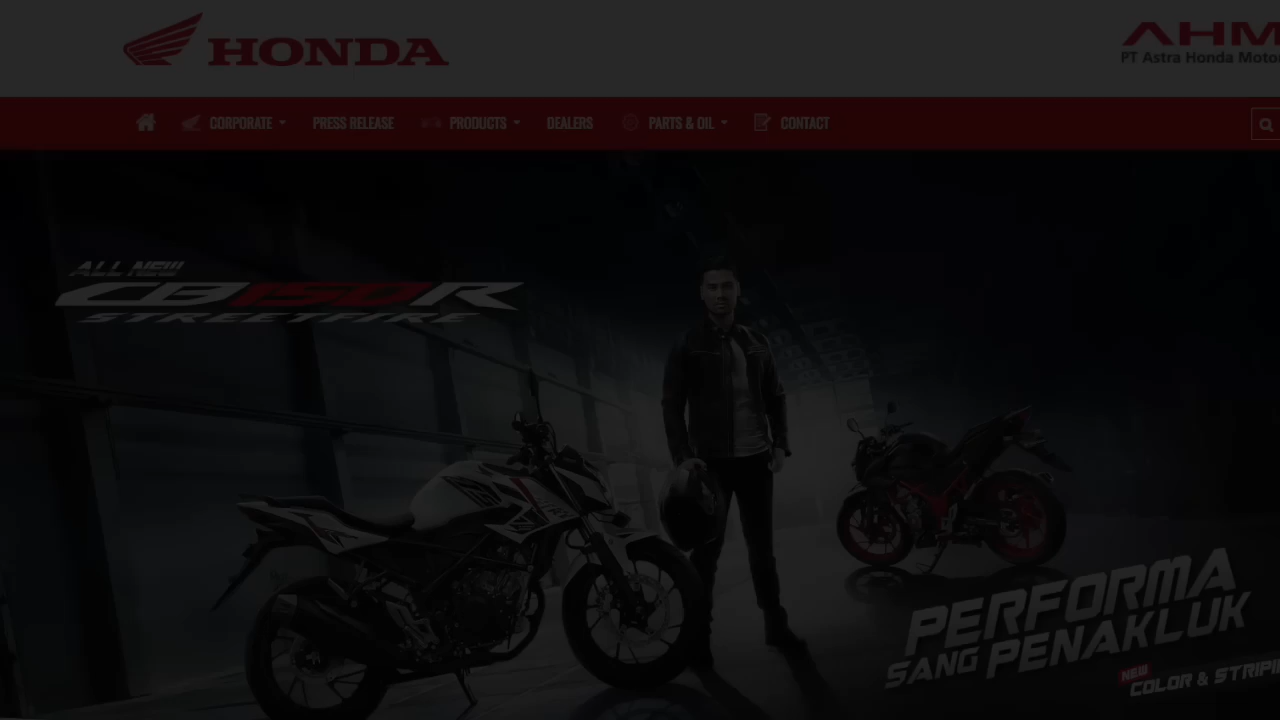 HONDA
AHM
PT Astra Honda Motor
CORPORATE PRESS RELEASE PRODUCTS DEALERS PARTS & OIL CONTACT
ALL NEW
CB150R
STREETFIRE
PERFORMA
SANG PENAKLUK
NEW
COLOR & STRIPI